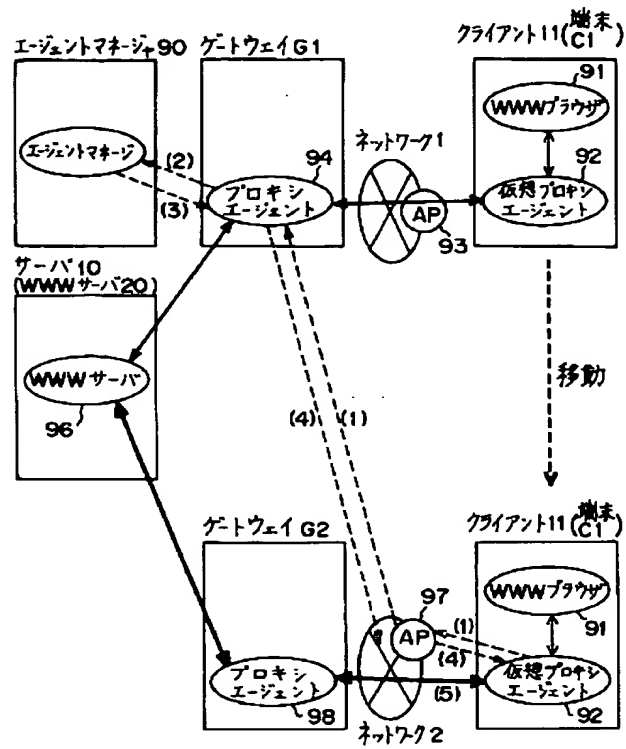 エージェントマネージャ90
ゲートウェイG1
クライアント11(端末C1)
91
WWWブラウザ
エージェントマネージャ
(2)
(3)
94
プロキシ
エージェント
ネットワーク1
AP
93
92
仮想プロキシ
エージェント
サーバ10
(WWWサーバ20)
WWWサーバ
96
移動
(4)
(1)
ゲートウェイG2
クライアント11(端末C1)
97
AP
(1)
(4)
WWWブラウザ
91
プロキシ
エージェント
98
(5)
仮想プロキシ
エージェント
92
ネットワーク2